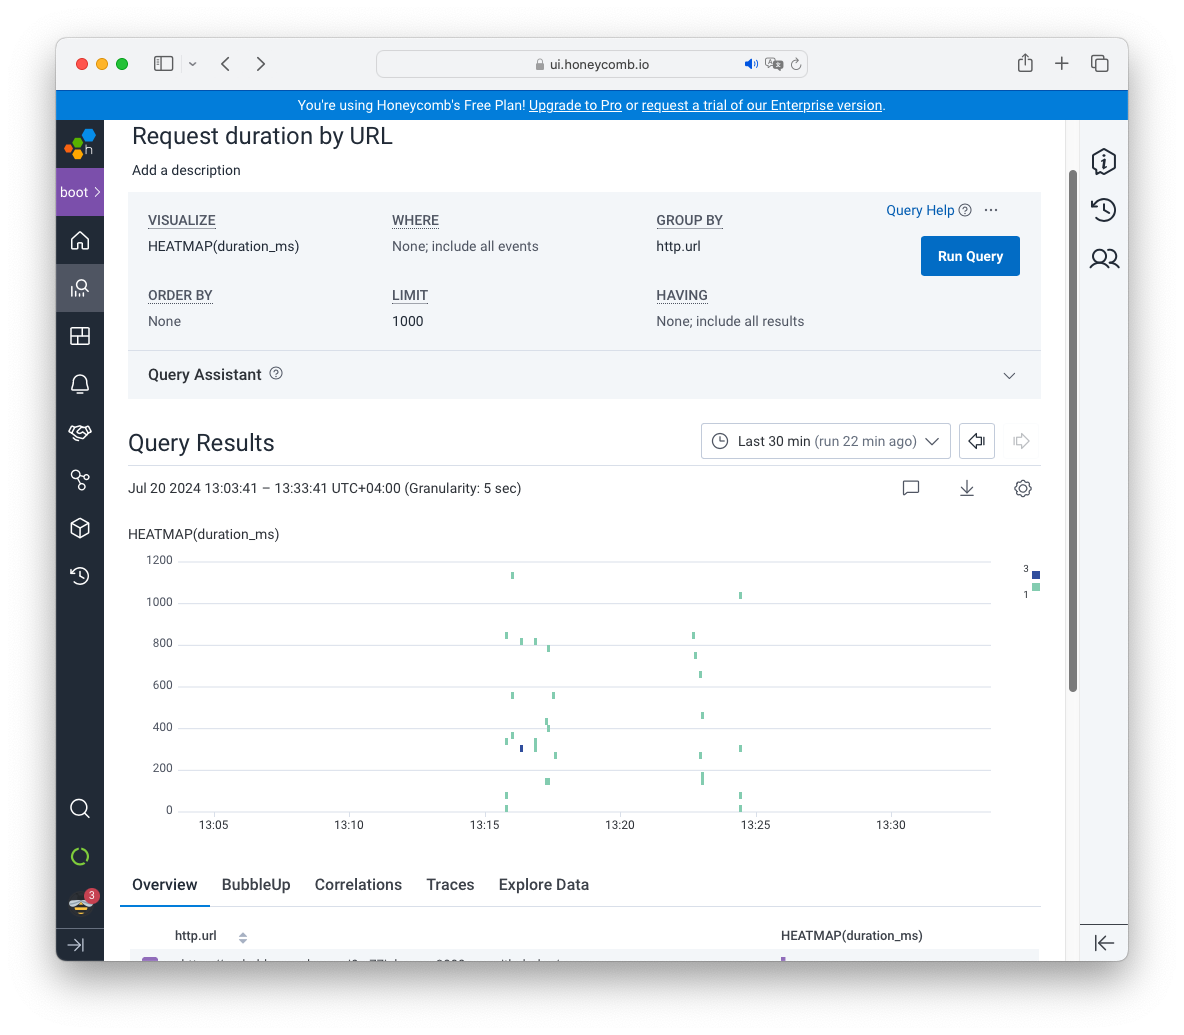 ui.honeycomb.io
You're using Honeycomb's Free Plan! Upgrade to Pro or request a trial of our Enterprise version.
h
boot
Request duration by URL
Add a description
Query Help
VISUALIZE WHERE GROUP BY
HEATMAP(duration_ms) None; include all events http.url
Run Query
ORDER BY LIMIT HAVING
None 1000 None; include all results
Query Assistant
Query Results
Last 30 min (run 22 min ago)
Jul 20 2024 13:03:41 – 13:33:41 UTC+04:00 (Granularity: 5 sec)
HEATMAP(duration_ms)
1200
1000
800
600
400
200
0
13:05 13:10 13:15 13:20 13:25 13:30
3
1
Overview BubbleUp Correlations Traces Explore Data
3
http.url HEATMAP(duration_ms)